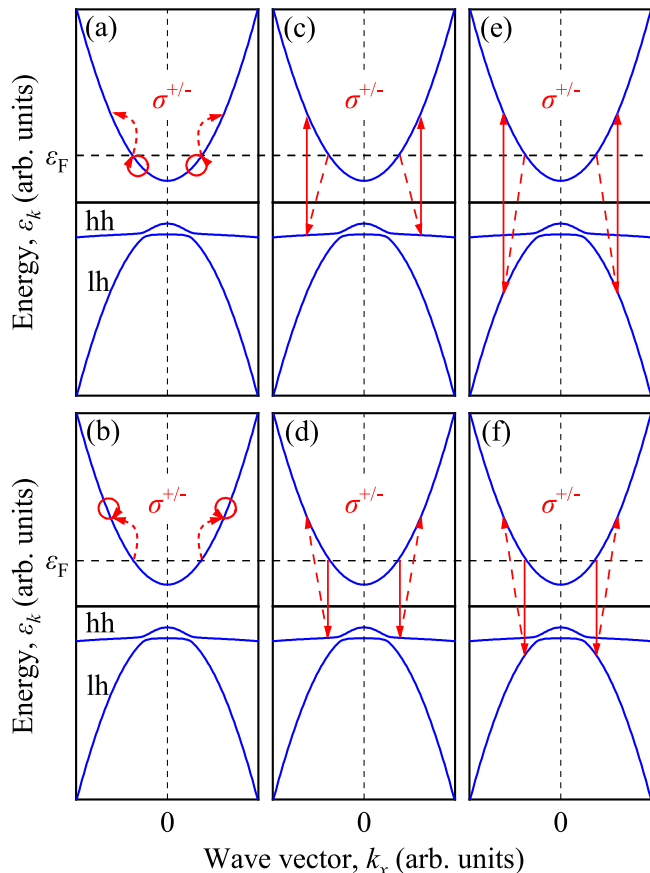 (a)
(c)
(e)
σ+/-
σ+/-
σ+/-
εF
hh
lh
Energy, εk (arb. units)
(b)
(d)
(f)
σ+/-
σ+/-
σ+/-
εF
hh
lh
Energy, εk (arb. units)
0
0
0
Wave vector, kx (arb. units)